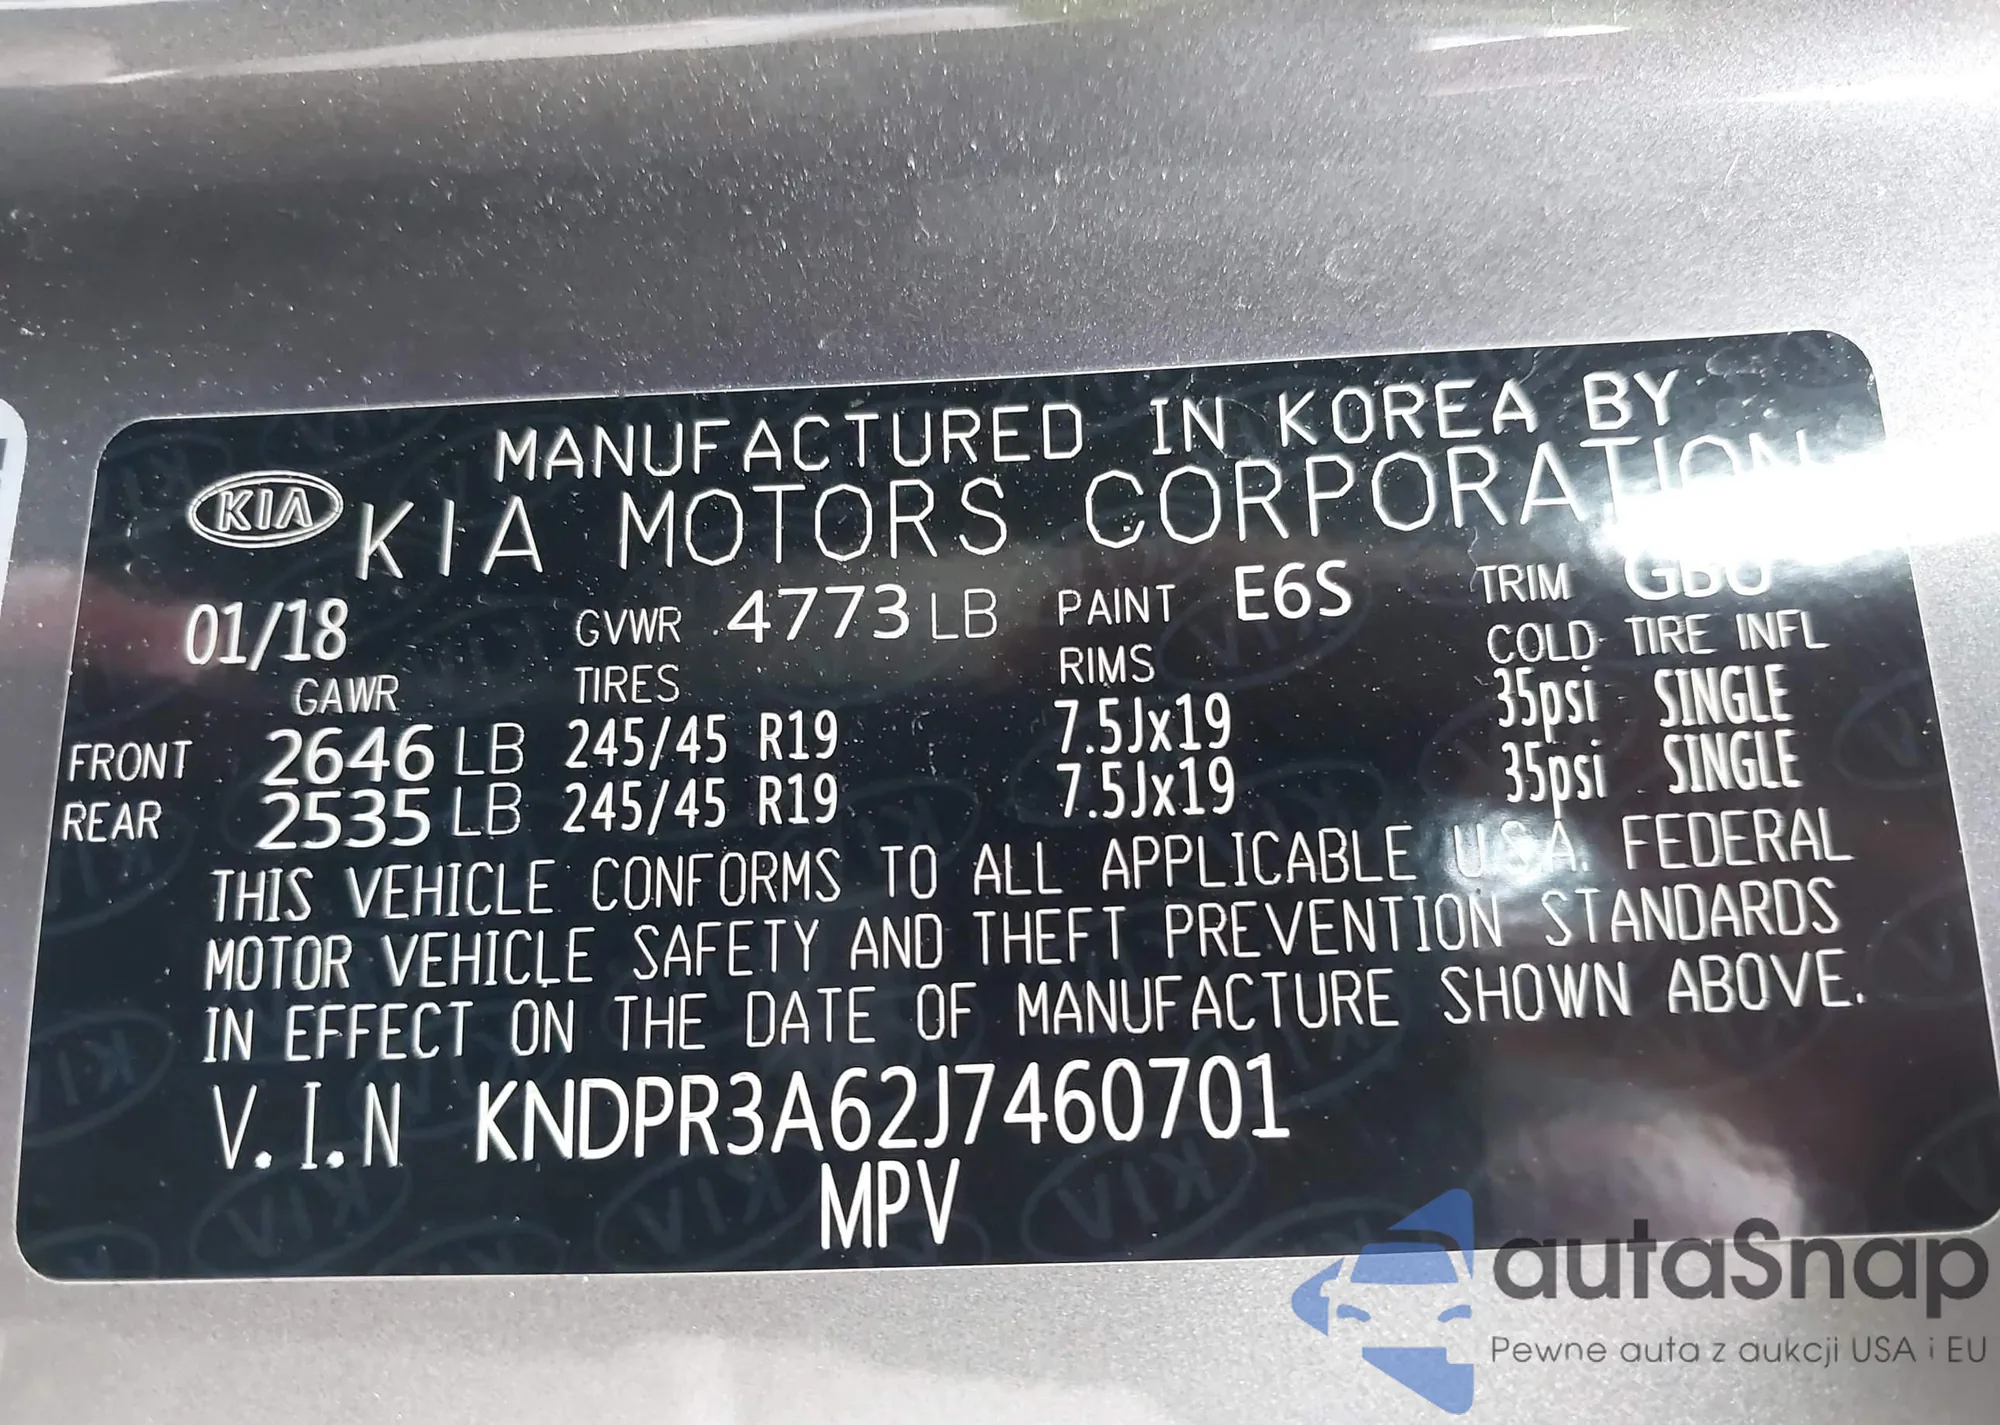 MANUFACTURED IN KOREA BY
KIA KIA MOTORS CORPORATION
01/18 GVWR 4773 LB PAINT E6S TRIM
GAWR TIRES RIMS COLD TIRE INFL
FRONT 2646 LB 245/45 R19 7.5Jx19 35psi SINGLE
REAR 2535 LB 245/45 R19 7.5Jx19 35psi SINGLE
THIS VEHICLE CONFORMS TO ALL APPLICABLE U.S.A. FEDERAL
MOTOR VEHICLE SAFETY AND THEFT PREVENTION STANDARDS
IN EFFECT ON THE DATE OF MANUFACTURE SHOWN ABOVE.
V.I.N KNDPR3A62J7460701
MPV
autaSnap
Pewne auta z aukcji USA i EU